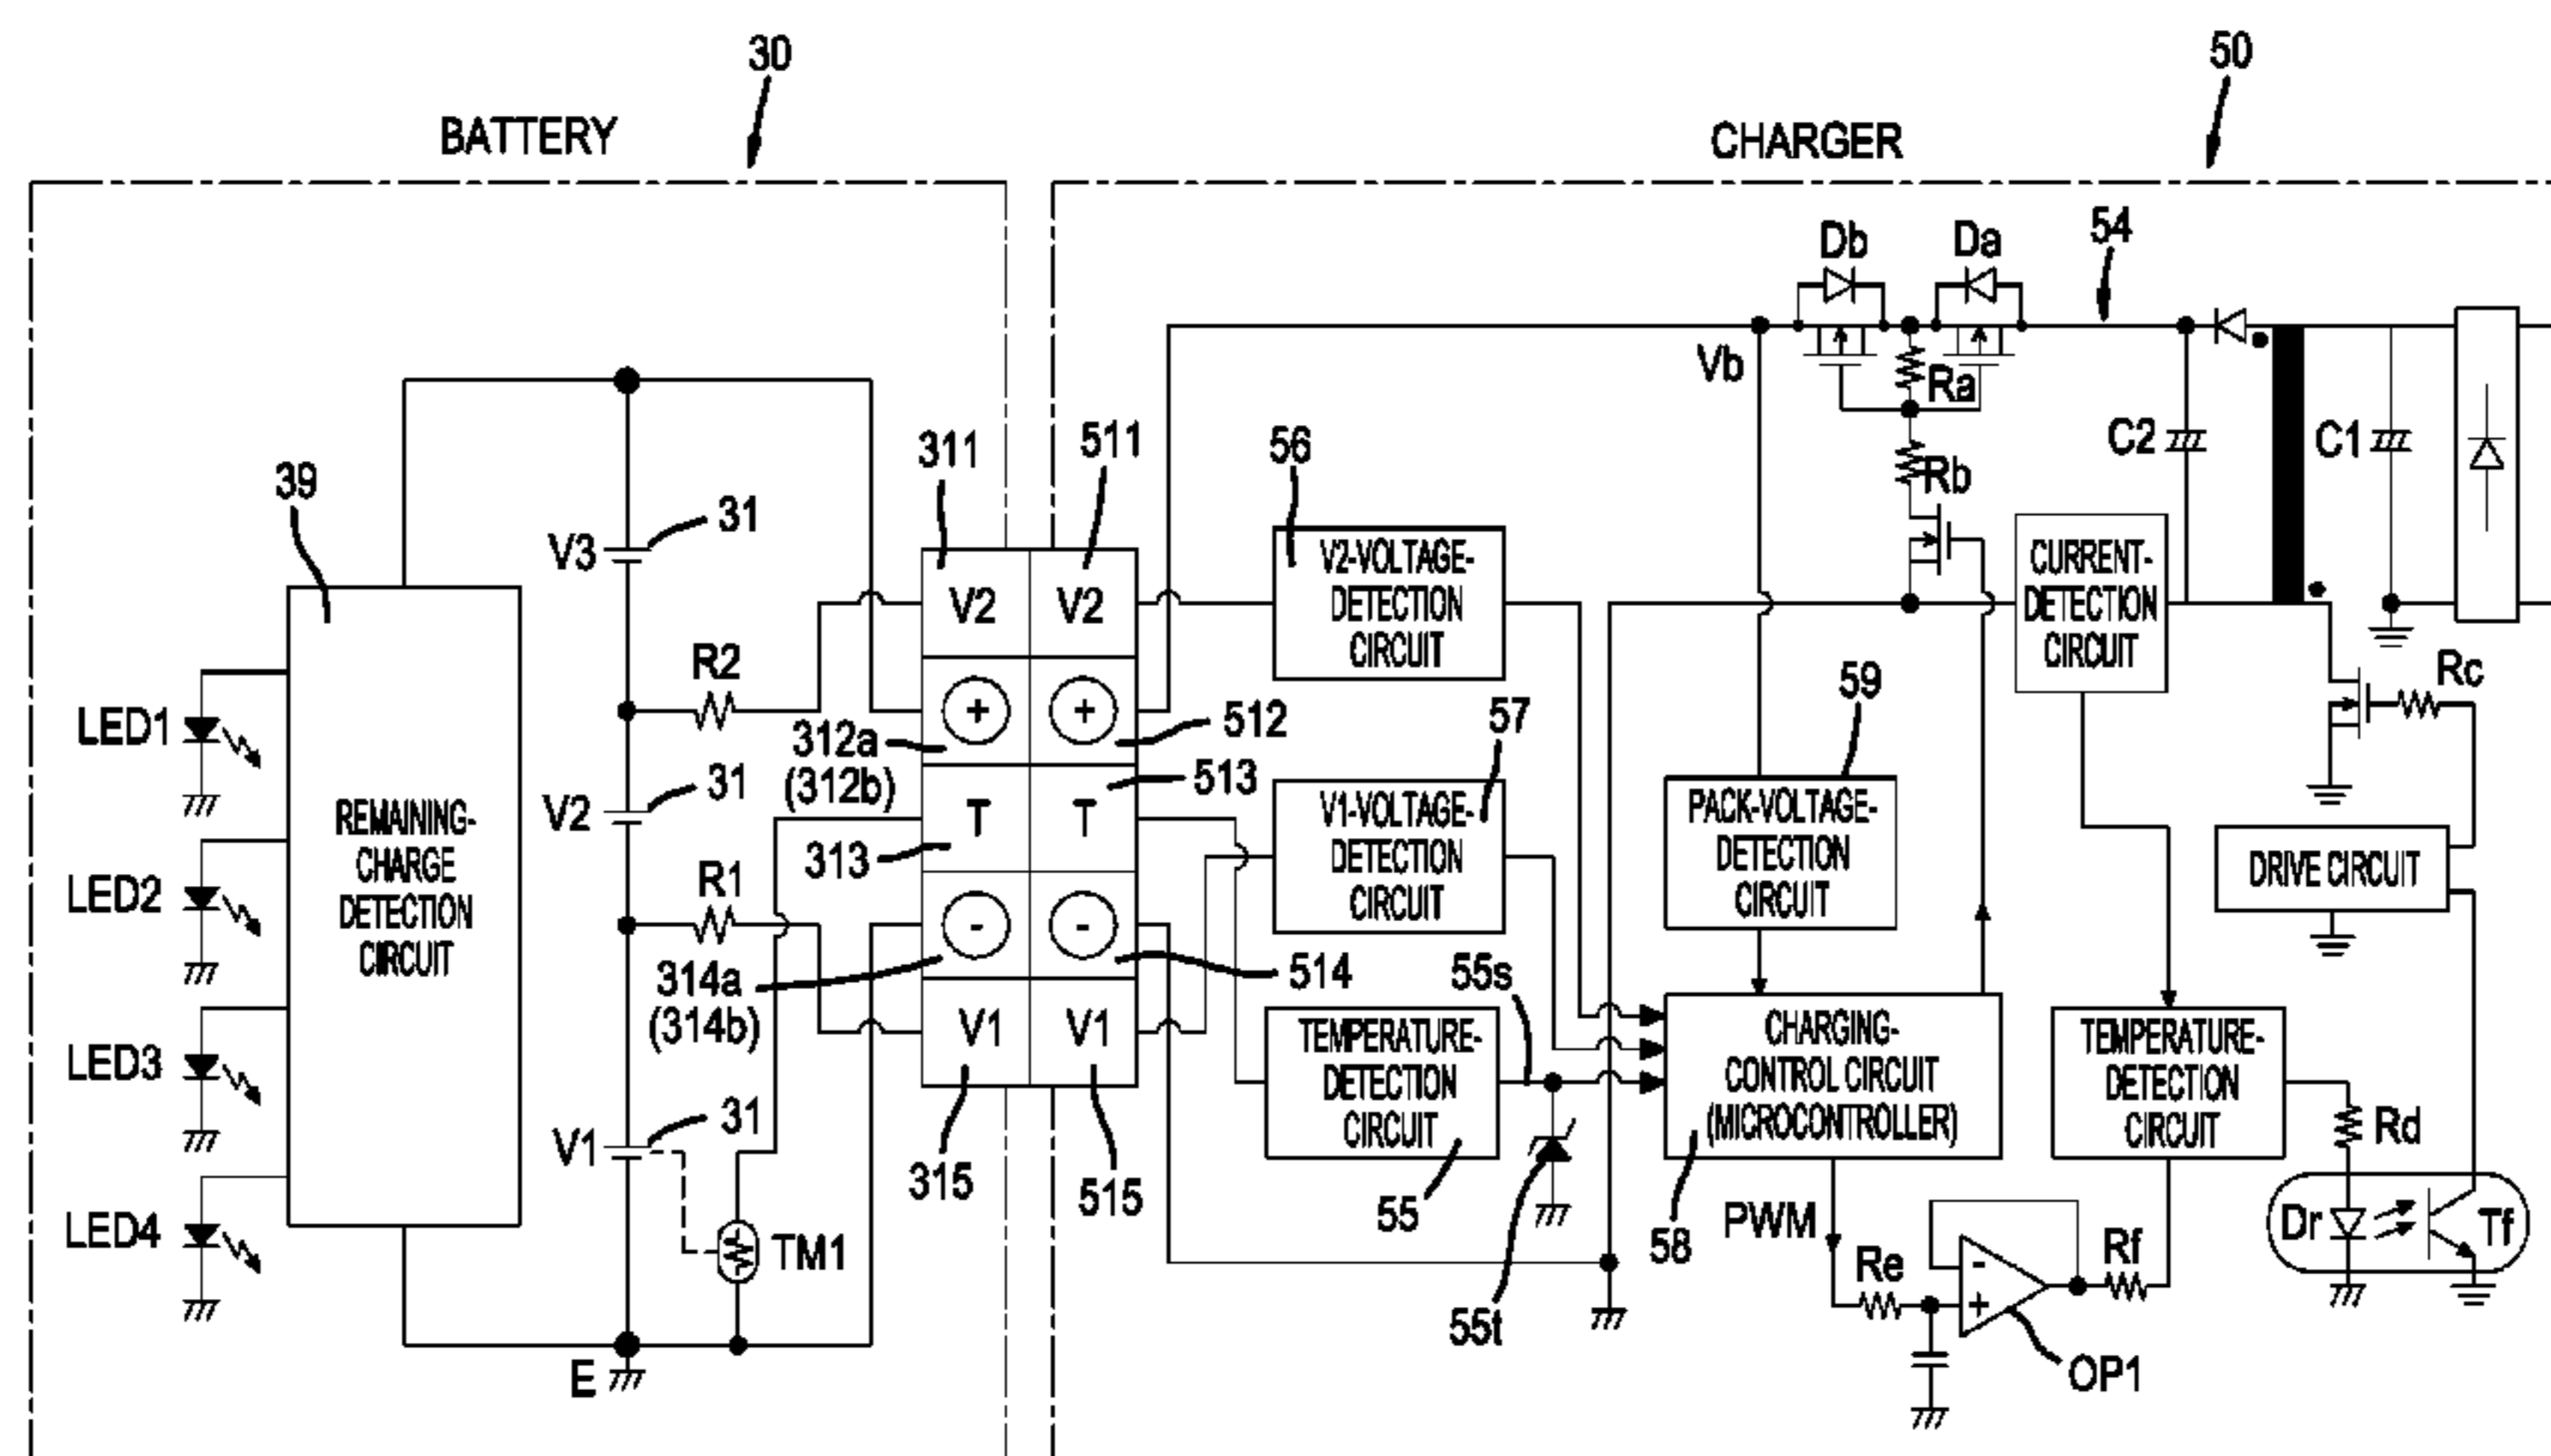 30
50
BATTERY
CHARGER
Db
Da
54
Vb
Ra
C2
C1
311
511
56
Rb
39
31
V3
V2
V2
V2-VOLTAGE-
DETECTION
CIRCUIT
CURRENT-
DETECTION
CIRCUIT
R2
Rc
59
LED1
312a
(312b)
+
+
512
57
31
V2
513
T
T
313
V1-VOLTAGE-
DETECTION
CIRCUIT
PACK-VOLTAGE-
DETECTION
CIRCUIT
REMAINING-
CHARGE
DETECTION
CIRCUIT
DRIVE CIRCUIT
LED2
R1
-
-
314a
(314b)
514
55s
V1
V1
LED3
TEMPERATURE-
DETECTION
CIRCUIT
CHARGING-
CONTROL CIRCUIT
(MICROCONTROLLER)
TEMPERATURE-
DETECTION
CIRCUIT
31
V1
Rd
315
515
55
58
PWM
LED4
TM1
Dr
Tf
Re
-
+
Rf
55t
E
OP1